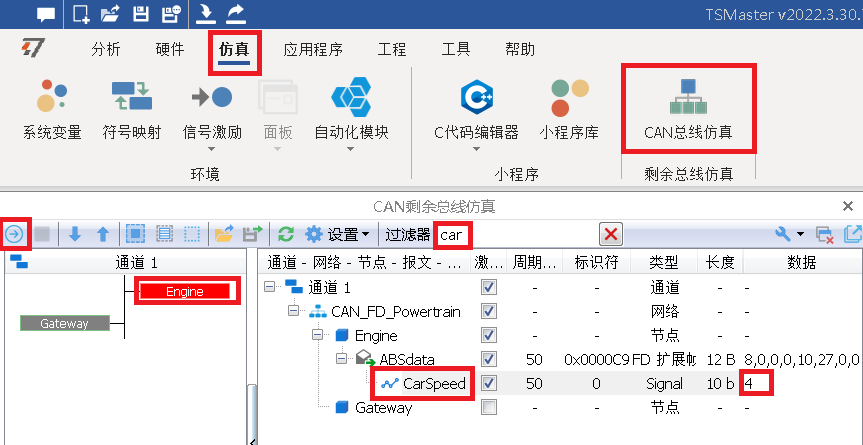 TSMaster v2022.3.30.
分析 硬件 仿真 应用程序 工程 工具 帮助
系统变量 符号映射 信号激励 面板 自动化模块 C代码编辑器 小程序库 CAN总线仿真
环境 小程序 剩余总线仿真
CAN剩余总线仿真
设置 过滤器 car
通道 1
Engine
Gateway
通道 - 网络 - 节点 - 报文 - ... 激... 周期... 标识符 类型 长度 数据
通道 1 - - 通道 - -
CAN_FD_Powertrain - - 网络 - -
Engine - - 节点 - -
ABSdata 50 0x0000C9 FD 扩展帧 12 B 8,0,0,0,10,27,0,0
CarSpeed 50 0 Signal 10 b 4
Gateway - - 节点 - -